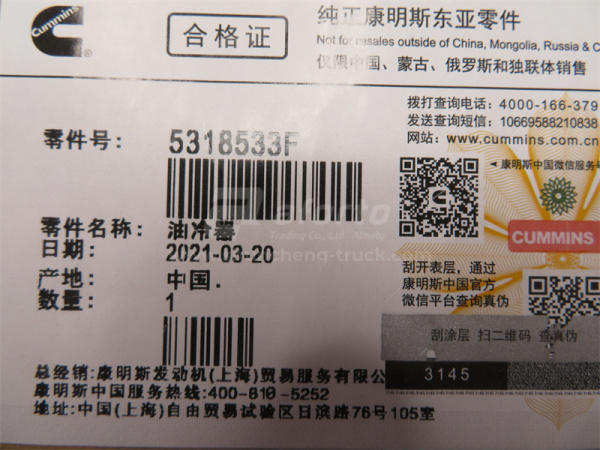 Cummins
合格证
纯正康明斯东亚零件
Not for resales outside of China, Mongolia, Russia & C
仅限中国、蒙古、俄罗斯和独联体销售
拨打查询电话：4000-166-379
发送查询短信：10669588210838
网站：www.cummins.com
零件号： 5318533F
康明斯中国微信服务号
CUMMINS
零件名称： 油冷器
日期： 2021-03-20
产地： 中国．
数量： 1
刮开表层，通过
康明斯中国官方
微信平台查询真伪
刮涂层 扫二维码 查真伪
3145
总经销：康明斯发动机(上海)贸易服务有限公
康明斯中国服务热线:400-810-5252
地址:中国(上海)自由贸易试验区日滨路76号105室
aforto
Trading Co., Ltd Almaty
cheng-truck.com